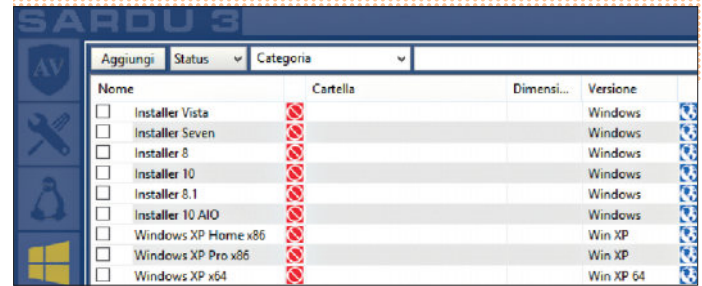 SARDU 3
AV
Aggiungi Status Categoria
Nome Cartella Dimensi... Versione
Installer Vista Windows
Installer Seven Windows
Installer 8 Windows
Installer 10 Windows
Installer 8.1 Windows
Installer 10 AIO Windows
Windows XP Home x86 Win XP
Windows XP Pro x86 Win XP
Windows XP x64 Win XP 64